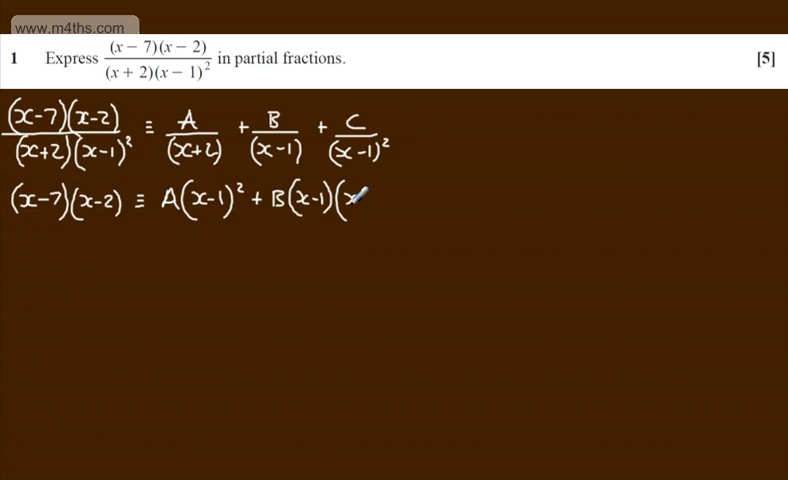 www.m4ths.com
1 Express (x − 7)(x − 2) / (x + 2)(x − 1)² in partial fractions. [5]
(x-7)(x-2) / (x+2)(x-1)² ≡ A / (x+2) + B / (x-1) + C / (x-1)²
(x-7)(x-2) ≡ A(x-1)² + B(x-1)(x